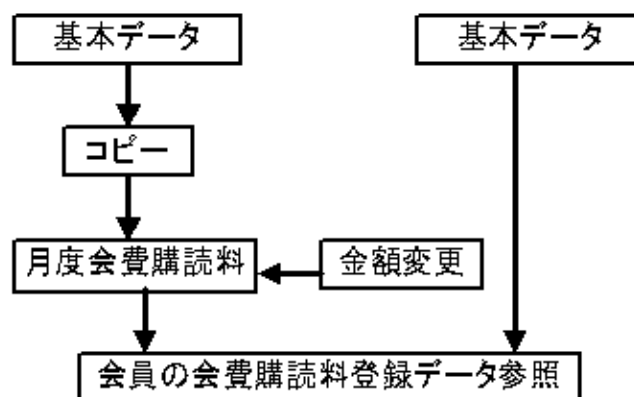 基本データ
基本データ
コピー
月度会費購読料
金額変更
会員の会費購読料登録データ参照